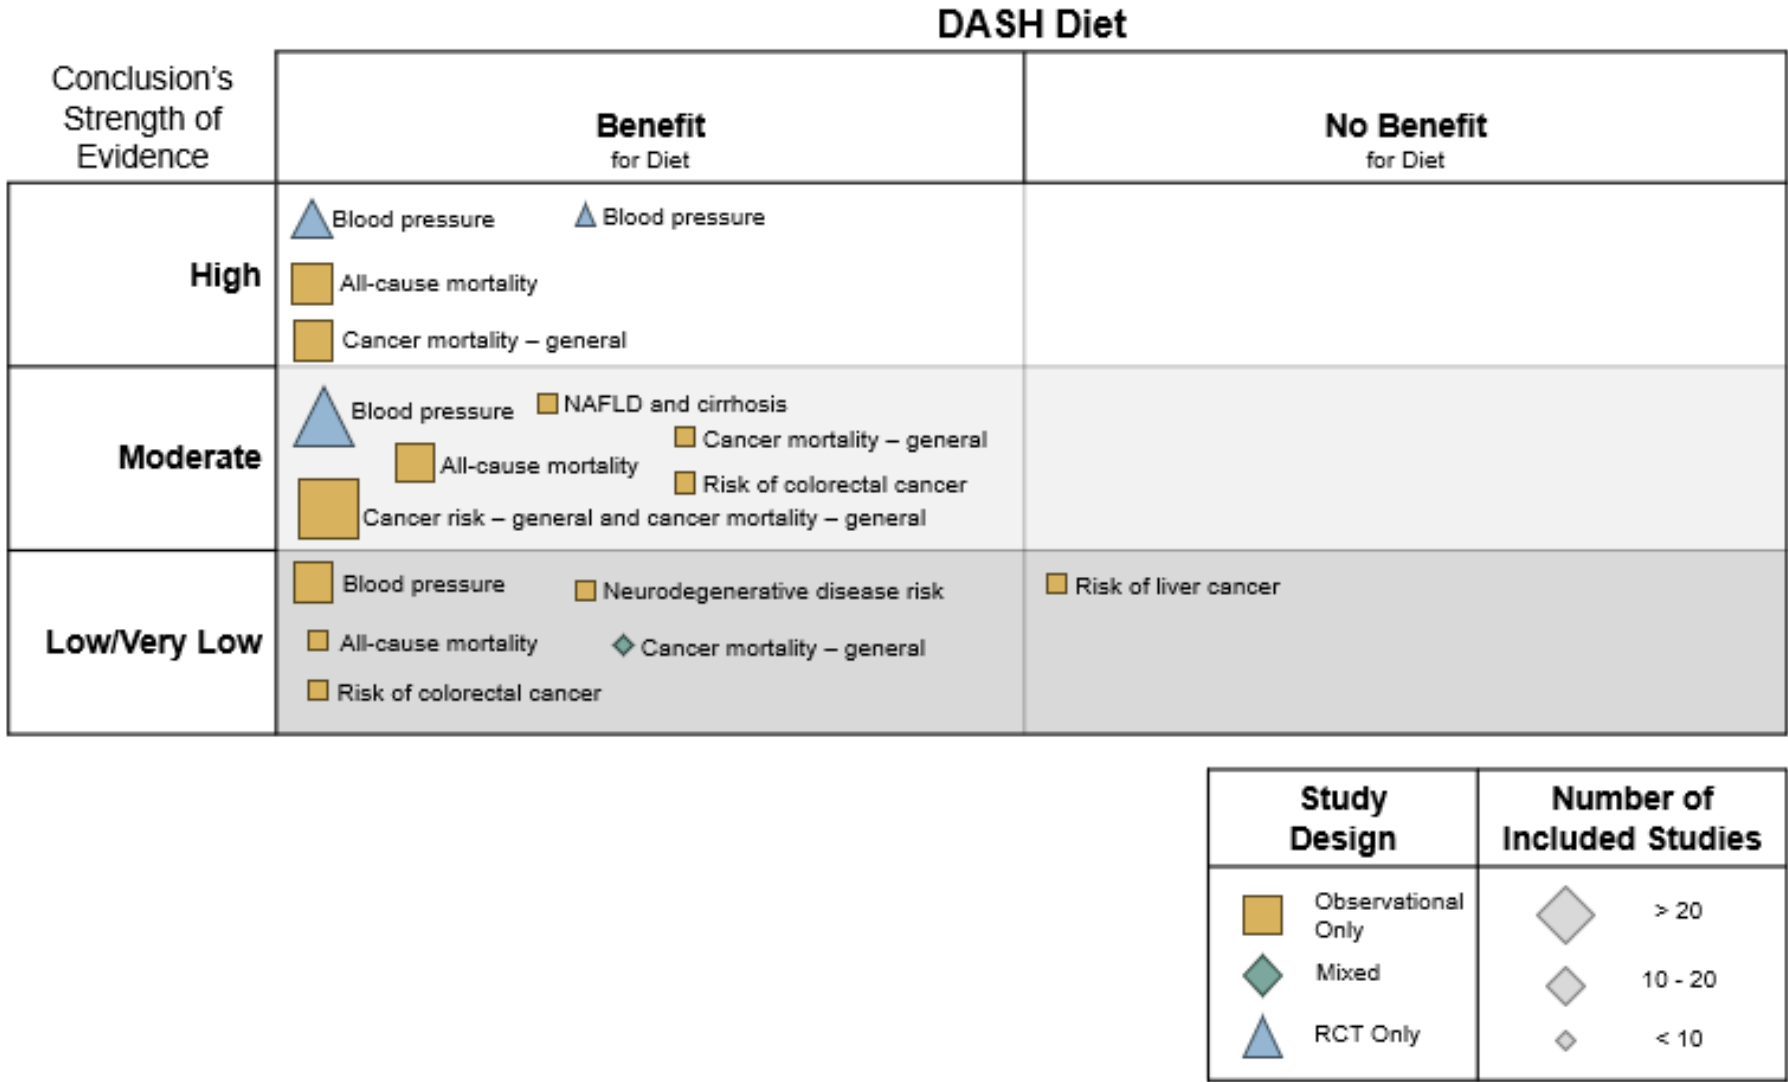 DASH Diet
Conclusion's
Strength of
Evidence
Benefit
for Diet
No Benefit
for Diet
High
Blood pressure
Blood pressure
All-cause mortality
Cancer mortality – general
Moderate
Blood pressure
NAFLD and cirrhosis
Cancer mortality – general
All-cause mortality
Risk of colorectal cancer
Cancer risk – general and cancer mortality – general
Low/Very Low
Blood pressure
Neurodegenerative disease risk
Risk of liver cancer
All-cause mortality
Cancer mortality – general
Risk of colorectal cancer
Study
Design
Number of
Included Studies
Observational
Only
> 20
Mixed
10 - 20
RCT Only
< 10